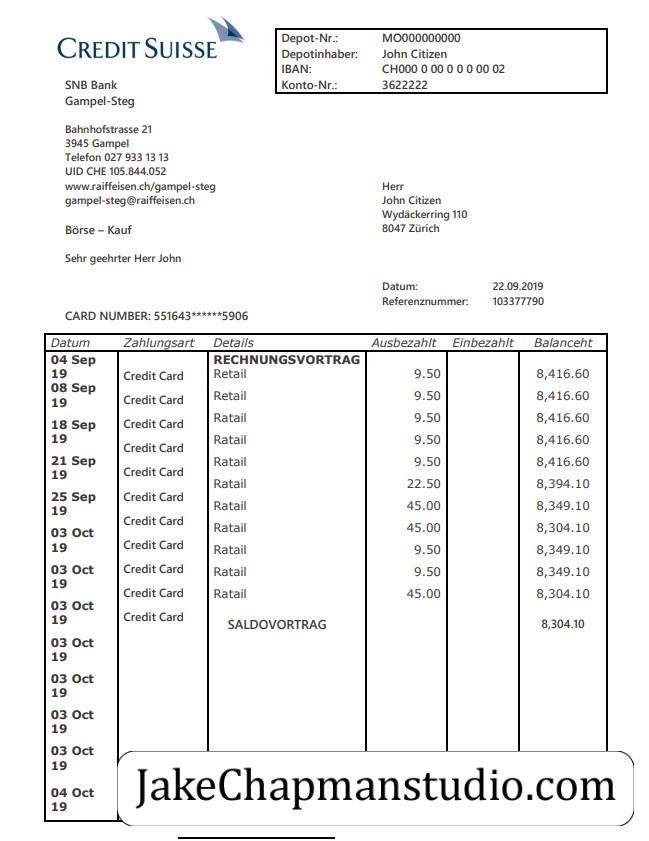 CREDIT SUISSE
Depot-Nr.: MO000000000
Depotinhaber: John Citizen
IBAN: CH000 0 00 0 0 0 00 02
Konto-Nr.: 3622222
SNB Bank
Gampel-Steg
Bahnhofstrasse 21
3945 Gampel
Telefon 027 933 13 13
UID CHE 105.844.052
www.raiffeisen.ch/gampel-steg
gampel-steg@raiffeisen.ch
Herr
John Citizen
Wydäckerring 110
8047 Zürich
Börse – Kauf
Sehr geehrter Herr John
Datum: 22.09.2019
Referenznummer: 103377790
CARD NUMBER: 551643******5906
Datum Zahlungsart Details Ausbezahlt Einbezahlt Balanceht
04 Sep RECHNUNGSVORTRAG
19 Credit Card Retail 9.50 8,416.60
08 Sep
19 Credit Card Retail 9.50 8,416.60
18 Sep Ratail 9.50 8,416.60
19 Credit Card Ratail 9.50 8,416.60
21 Sep Ratail 9.50 8,416.60
19 Credit Card Ratail 22.50 8,394.10
25 Sep Credit Card
19 Credit Card Ratail 45.00 8,349.10
03 Oct Ratail 45.00 8,304.10
19 Credit Card Ratail 9.50 8,349.10
03 Oct Credit Card Ratail 9.50 8,349.10
19 Credit Card Ratail 45.00 8,304.10
03 Oct
19 Credit Card SALDOVORTRAG 8,304.10
03 Oct
19
03 Oct
19
03 Oct
19
03 Oct
19
04 Oct
19
JakeChapmanstudio.com